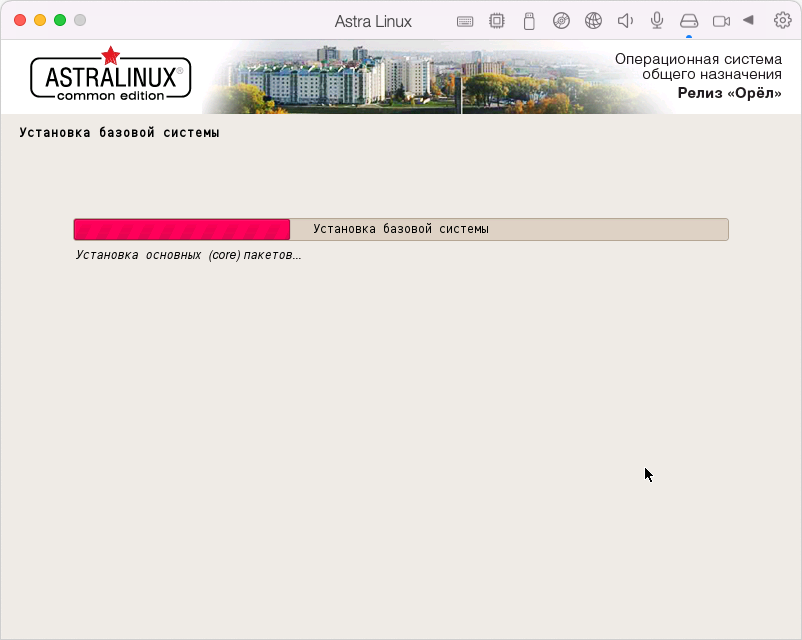 Astra Linux
ASTRALINUX®
common edition
Операционная система
общего назначения
Релиз «Орёл»
Установка базовой системы
Установка базовой системы
Установка основных (core) пакетов...